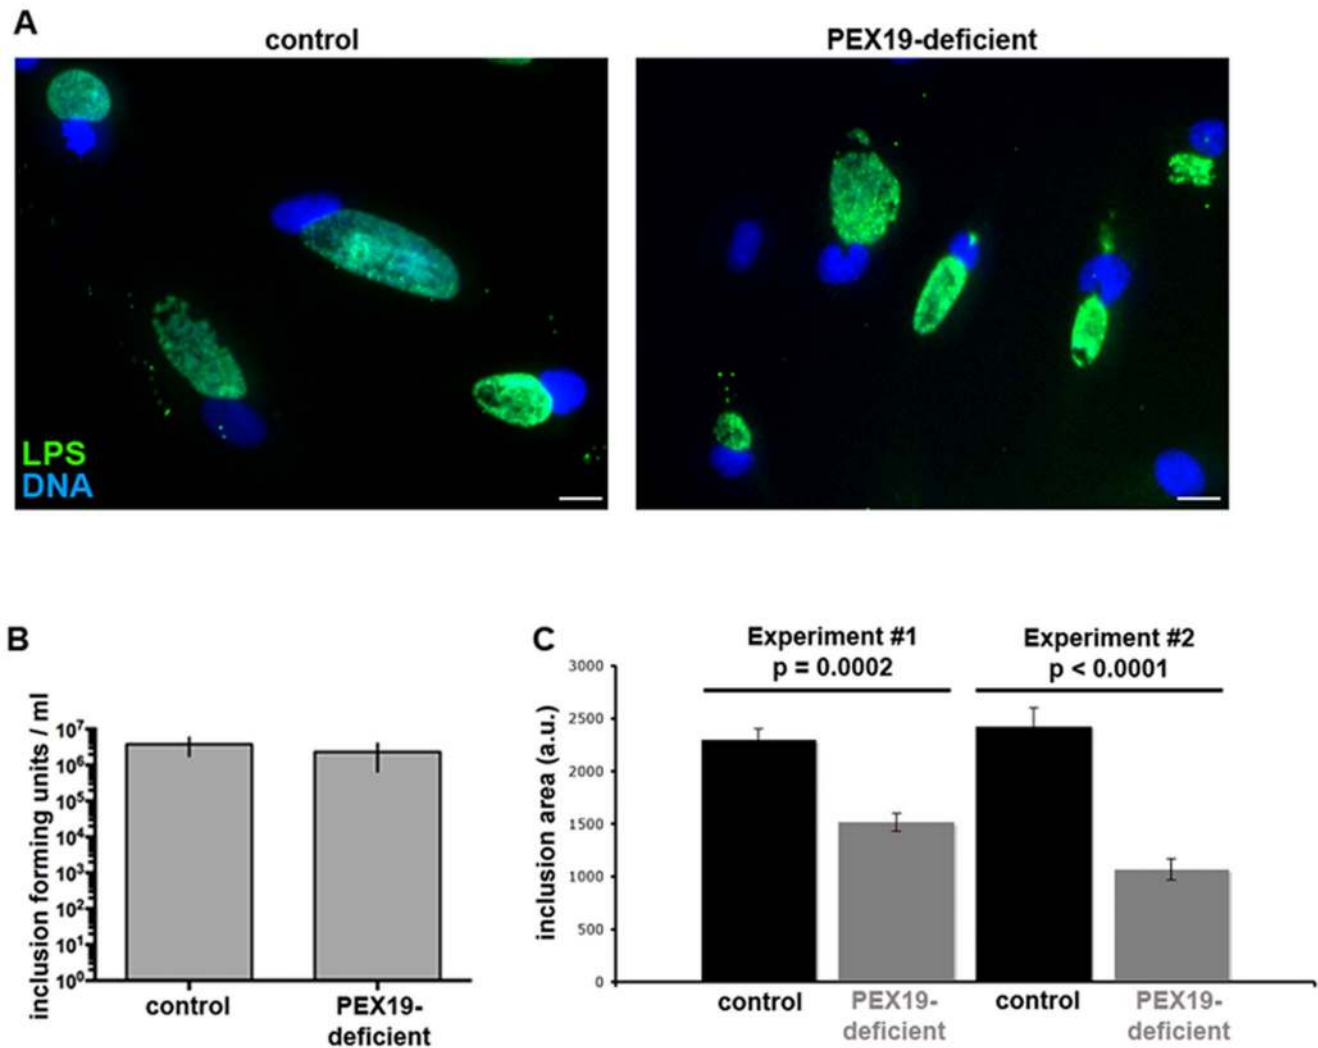 A
control
PEX19-deficient
LPS
DNA
B
inclusion forming units / ml
10⁷
10⁶
10⁵
10⁴
10³
10²
10¹
10⁰
control
PEX19-
deficient
C
Experiment #1
p = 0.0002
Experiment #2
p < 0.0001
inclusion area (a.u.)
3000
2500
2000
1500
1000
500
0
control
PEX19-
deficient
control
PEX19-
deficient